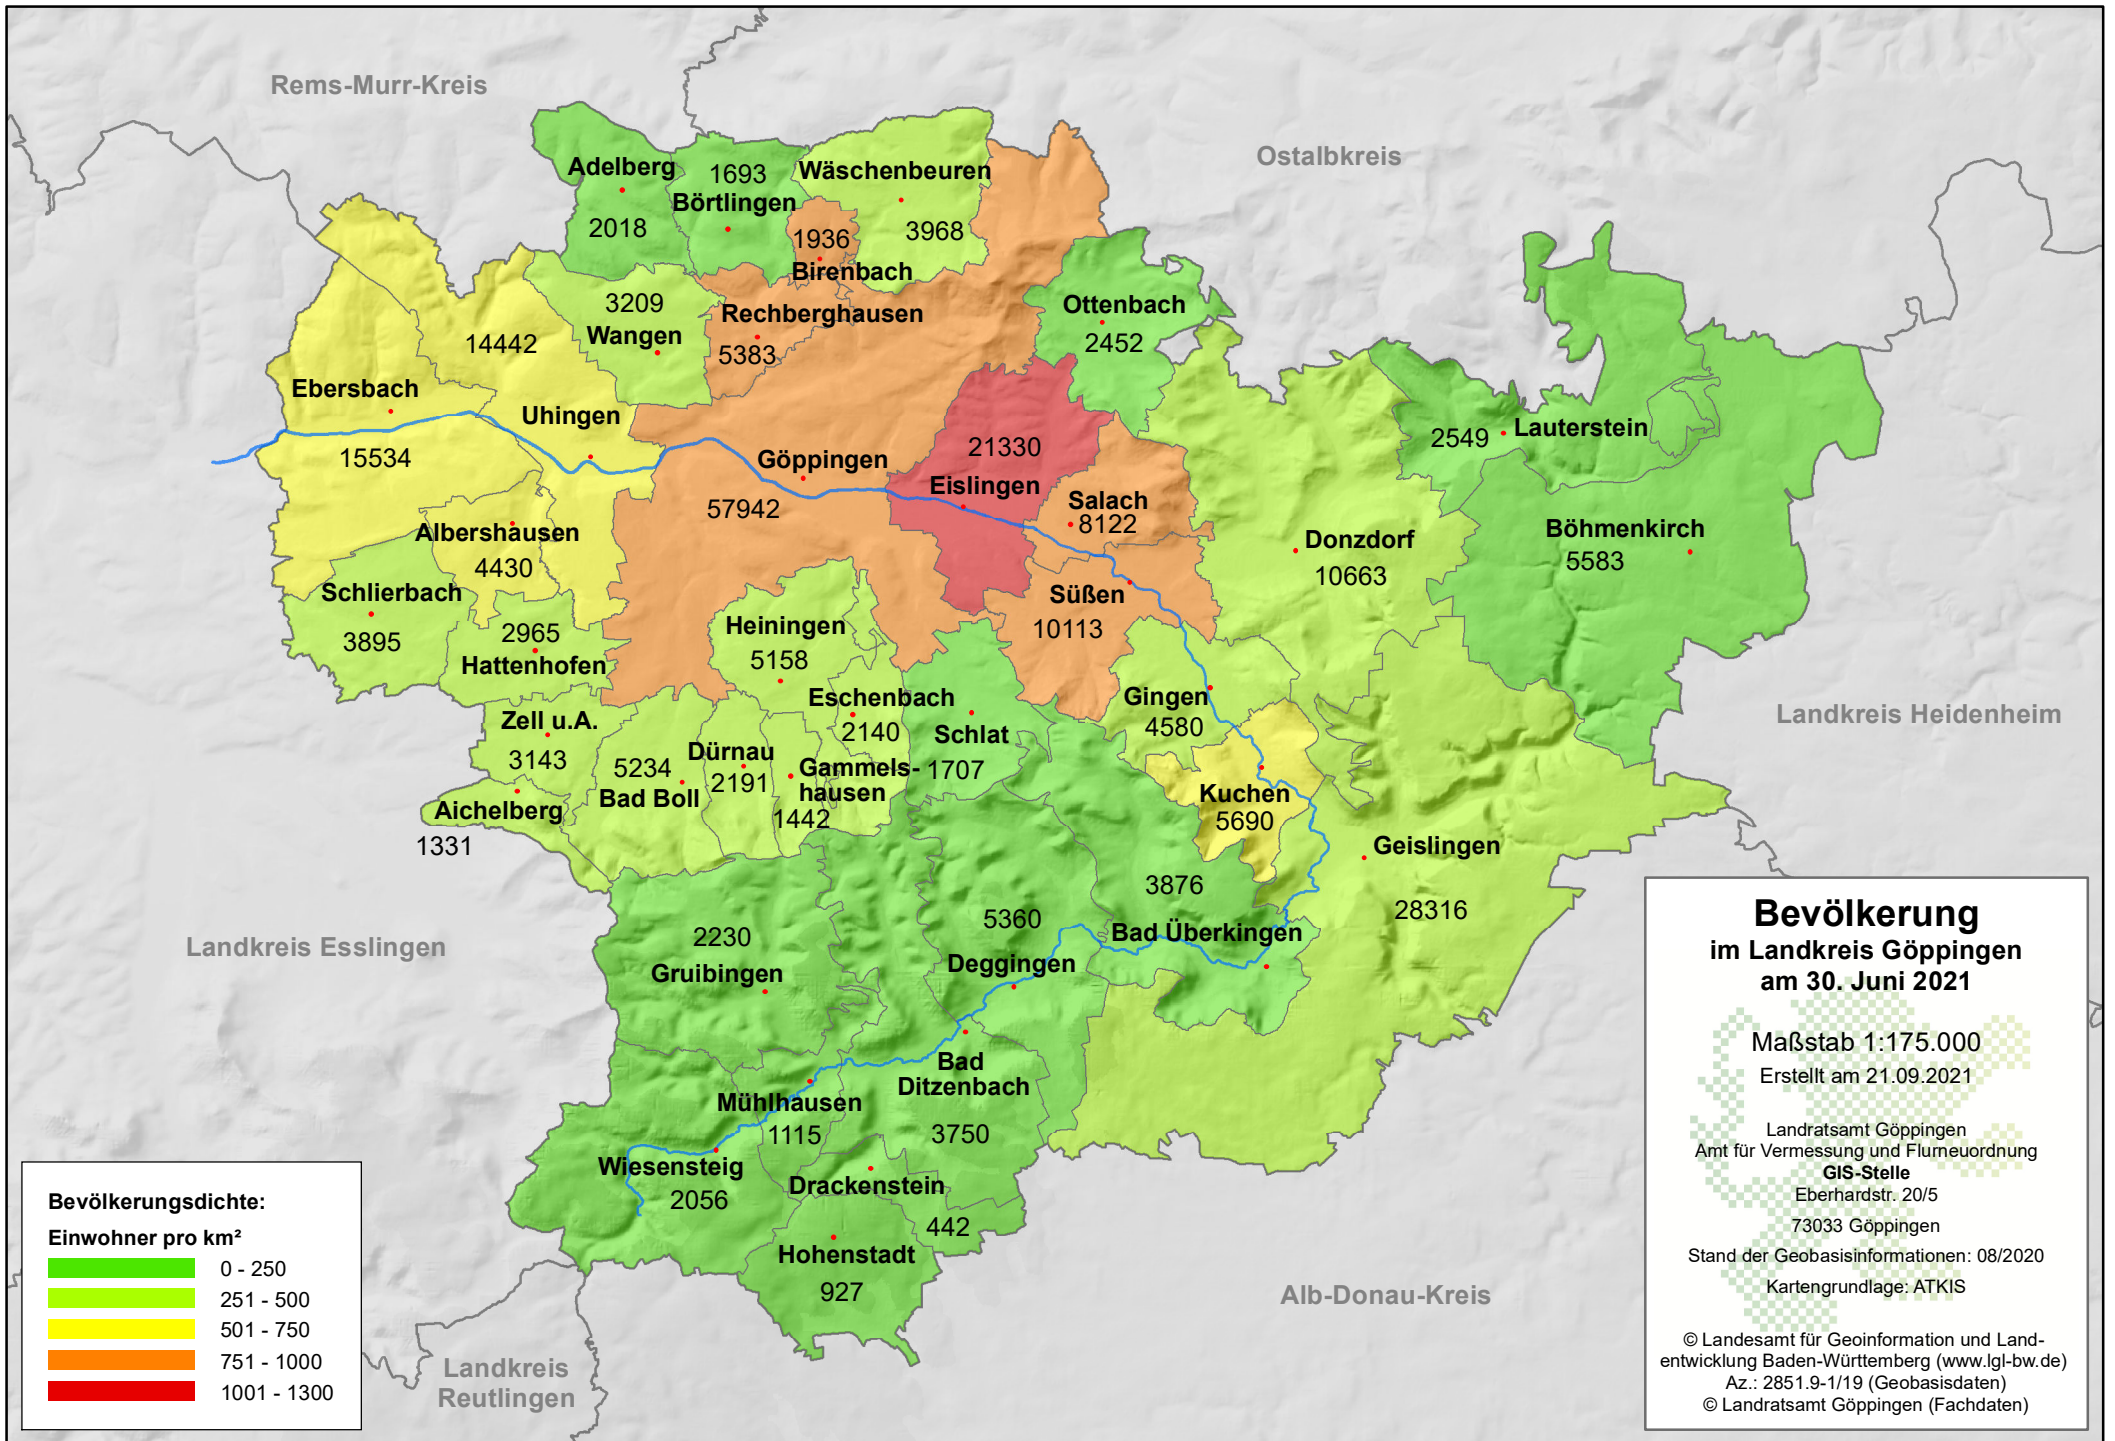 Rems-Murr-Kreis
Ostalbkreis
Adelberg
2018
1693
Börtlingen
Wäschenbeuren
3968
1936
Birenbach
3209
Wangen
Rechberghausen
5383
Ottenbach
2452
14442
Ebersbach
15534
Uhingen
Göppingen
57942
21330
Eislingen
Salach
8122
2549
Lauterstein
Böhmenkirch
5583
Donzdorf
10663
Albershausen
4430
Schlierbach
3895
2965
Hattenhofen
Heiningen
5158
Süßen
10113
Eschenbach
2140
Schlat
1707
Gingen
4580
Landkreis Heidenheim
Zell u.A.
3143
5234
Bad Boll
Dürnau
2191
Gammels-
hausen
1442
Aichelberg
1331
Kuchen
5690
Geislingen
28316
3876
Bad Überkingen
5360
Deggingen
2230
Gruibingen
Landkreis Esslingen
Bad
Ditzenbach
3750
Mühlhausen
1115
Wiesensteig
2056
Drackenstein
442
Hohenstadt
927
Alb-Donau-Kreis
Landkreis
Reutlingen
Bevölkerungsdichte:
Einwohner pro km²
0 - 250
251 - 500
501 - 750
751 - 1000
1001 - 1300
Bevölkerung
im Landkreis Göppingen
am 30. Juni 2021
Maßstab 1:175.000
Erstellt am 21.09.2021
Landratsamt Göppingen
Amt für Vermessung und Flurneuordnung
GIS-Stelle
Eberhardstr. 20/5
73033 Göppingen
Stand der Geobasisinformationen: 08/2020
Kartengrundlage: ATKIS
© Landesamt für Geoinformation und Land-
entwicklung Baden-Württemberg (www.lgl-bw.de)
Az.: 2851.9-1/19 (Geobasisdaten)
© Landratsamt Göppingen (Fachdaten)